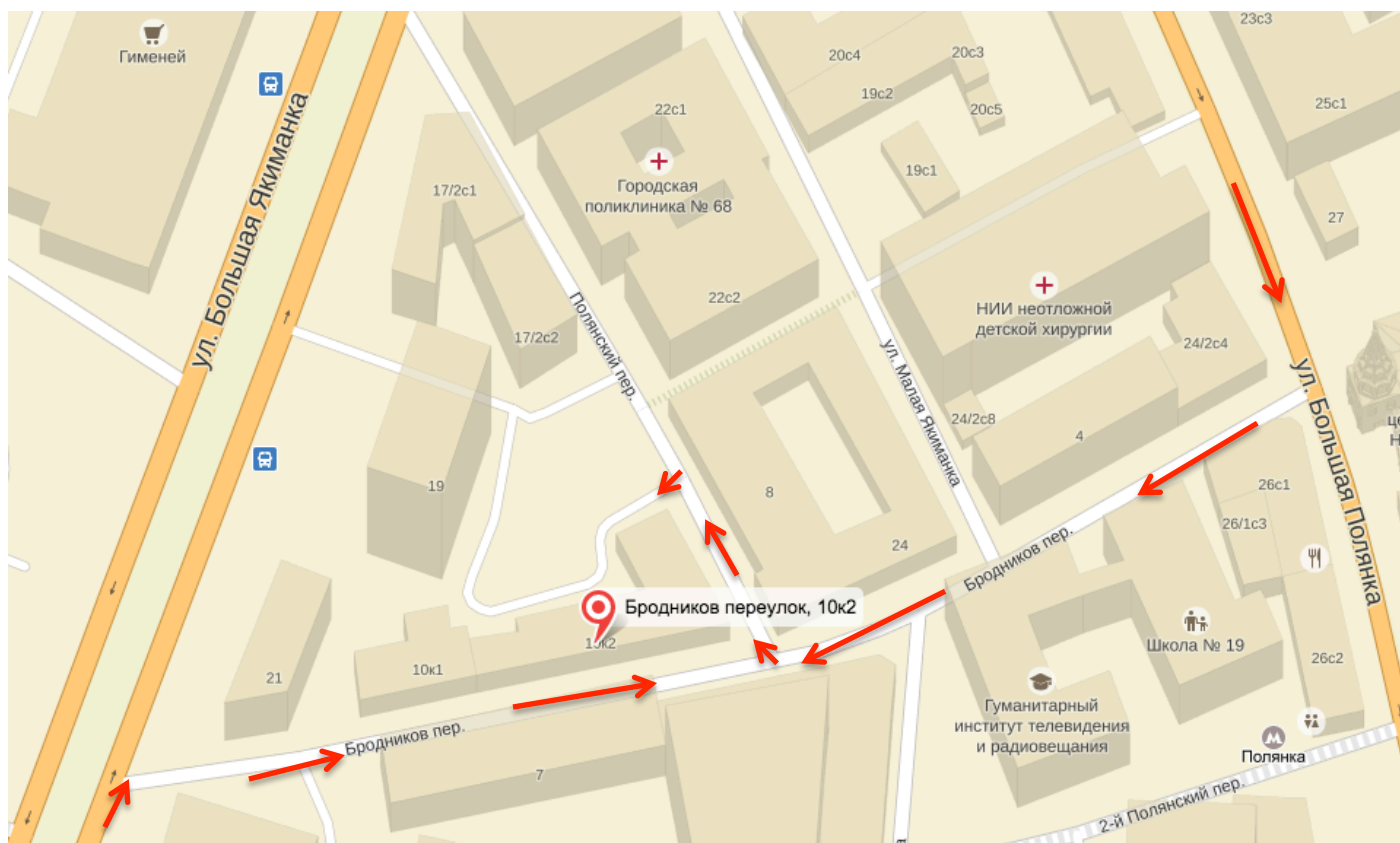 Гименей
ул. Большая Якиманка
17/2с1
17/2с2
22с1
Городская
поликлиника № 68
22с2
Полянский пер.
20с4
20с3
19с2
20с5
19с1
23с3
25с1
27
НИИ неотложной
детской хирургии
24/2с4
24/2с8
4
ул. Малая Якиманка
ул. Большая Полянка
19
8
24
26с1
26/1с3
Бродников пер.
Бродников переулок, 10к2
10к2
10к1
21
Школа № 19
26с2
Гуманитарный
институт телевидения
и радиовещания
Полянка
Бродников пер.
7
2-й Полянский пер.